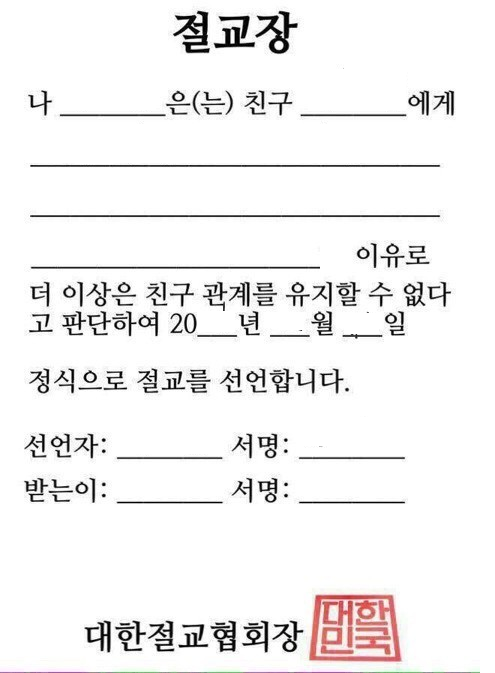 절교장
나 ________은(는) 친구 ________에게
________________________________
________________________________
______________________ 이유로
더 이상은 친구 관계를 유지할 수 없다
고 판단하여 20___년 ___월 ___일
정식으로 절교를 선언합니다.
선언자: ________ 서명: ________
받는이: ________ 서명: ________
대한절교협회장
대한
민국